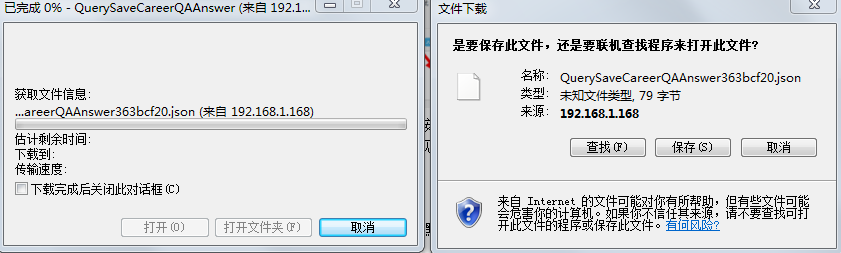 已完成 0% - QuerySaveCareerQAAnswer (来自 192.1...
获取文件信息:
...areerQAAnswer363bcf20.json (来自 192.168.1.168)
估计剩余时间:
下载到:
传输速度:
下载完成后关闭此对话框(C)
打开(O)
打开文件夹(F)
取消
文件下载
是要保存此文件，还是要联机查找程序来打开此文件?
名称: QuerySaveCareerQAAnswer363bcf20.json
类型: 未知文件类型, 79 字节
来源: 192.168.1.168
查找(F)
保存(S)
取消
来自 Internet 的文件可能对你有所帮助，但有些文件可能
会危害你的计算机。如果你不信任其来源，请不要查找可打
开此文件的程序或保存此文件。有何风险?